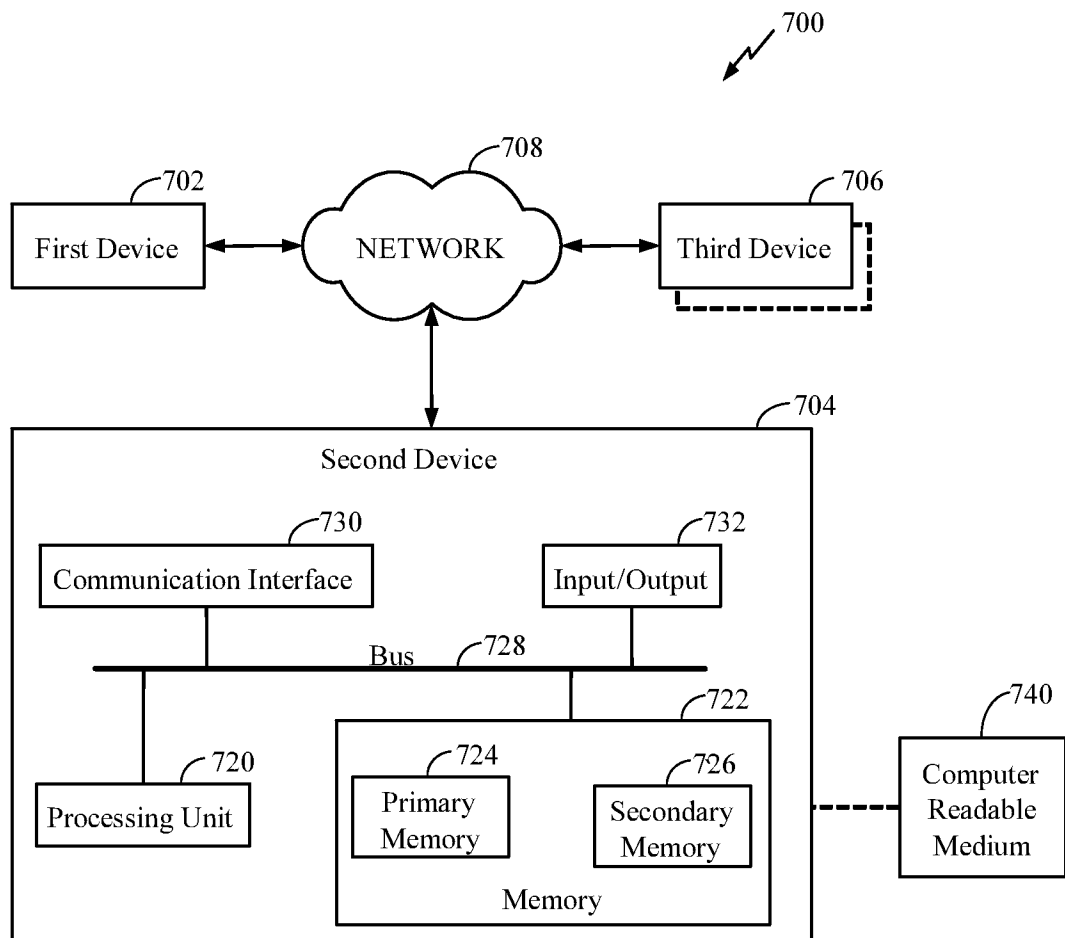 700
708
702
706
First Device
NETWORK
Third Device
704
Second Device
730
732
Communication Interface
Input/Output
Bus
728
722
740
720
724
726
Processing Unit
Primary
Memory
Secondary
Memory
Computer
Readable
Medium
Memory